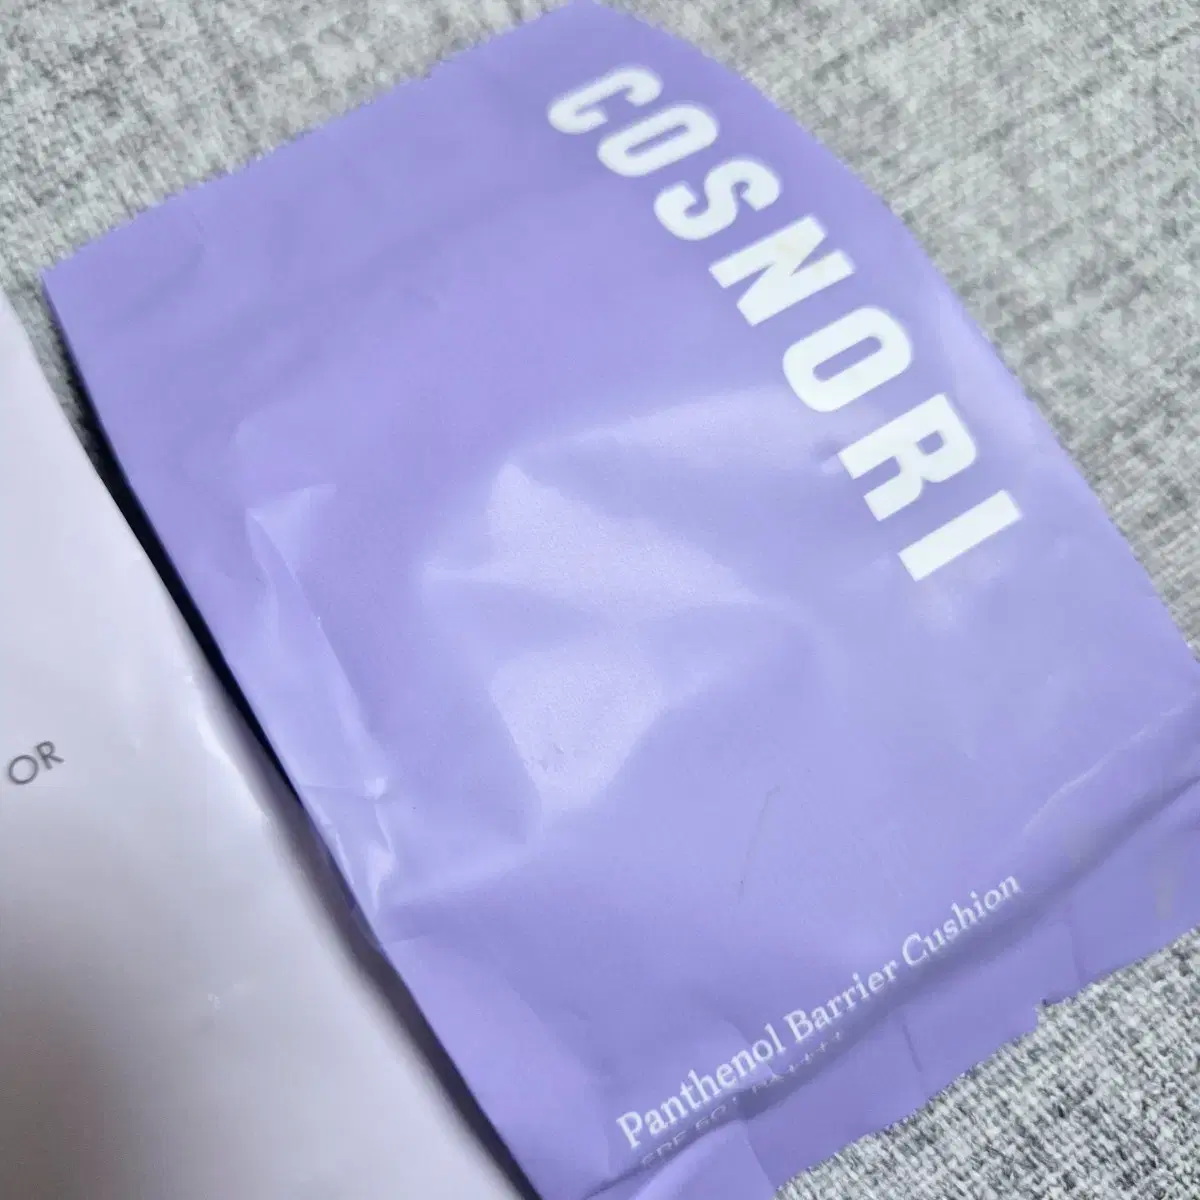 COSNORI
Panthenol Barrier Cushion
OR